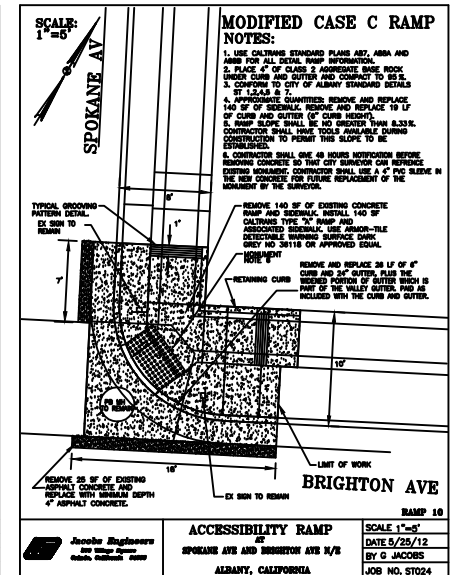 SCALE:
1"=5'
SPOKANE AV
MODIFIED CASE C RAMP
NOTES:
1. USE CALTRANS STANDARD PLANS A87, A88A AND
A88B FOR ALL DETAIL RAMP INFORMATION.
2. PLACE 4" OF CLASS 2 AGGREGATE BASE ROCK
UNDER CURB AND GUTTER AND COMPACT TO 95 %.
3. CONFORM TO CITY OF ALBANY STANDARD DETAILS
ST 1,2,4,5 & 7.
4. APPROXIMATE QUANTITIES: REMOVE AND REPLACE
140 SF OF SIDEWALK. REMOVE AND REPLACE 19 LF
OF CURB AND GUTTER (6" CURB HEIGHT).
5. RAMP SLOPE SHALL BE NO GREATER THAN 8.33%.
CONTRACTOR SHALL HAVE TOOLS AVAILABLE DURING
CONSTRUCTION TO PERMIT THIS SLOPE TO BE
ESTABLISHED.
6. CONTRACTOR SHALL GIVE 48 HOURS NOTIFICATION BEFORE
REMOVING CONCRETE SO THAT CITY SURVEYOR CAN REFRENCE
EXISTING MONUMENT. CONTRACTOR SHALL USE A 4" PVC SLEEVE IN
THE NEW CONCRETE FOR FUTURE REPLACEMENT OF THE
MONUMENT BY THE SURVEYOR.
6'
TYPICAL GROOVING
PATTERN DETAIL.
EX SIGN TO
REMAIN
1'
REMOVE 140 SF OF EXISTING CONCRETE
RAMP AND SIDEWALK. INSTALL 140 SF
CALTRANS TYPE "A" RAMP AND
ASSOCIATED SIDEWALK. USE ARMOR-TILE
DETECTABLE WARNING SURFACE DARK
GREY NO 36118 OR APPROVED EQUAL
MONUMENT
NOTE 6
RETAINING CURB
REMOVE AND REPLACE 26 LF OF 6"
CURB AND 24" GUTTER, PLUS THE
WIDENED PORTION OF GUTTER WHICH IS
PART OF THE VALLEY GUTTER. PAID AS
INCLUDED WITH THE CURB AND GUTTER.
7'
10'
TO REMAIN
LIMIT OF WORK
16'
BRIGHTON AVE
REMOVE 25 SF OF EXISTING
ASPHALT CONCRETE AND
REPLACE WITH MINIMUM DEPTH
4" ASPHALT CONCRETE.
EX SIGN TO REMAIN
RAMP 10
Jacobs Engineers
Village Square
ACCESSIBILITY RAMP
AT
SPOKANE AVE AND BRIGHTON AVE N/E
ALBANY, CALIFORNIA
SCALE 1"=5'
DATE 5/25/12
BY G JACOBS
JOB NO. ST024